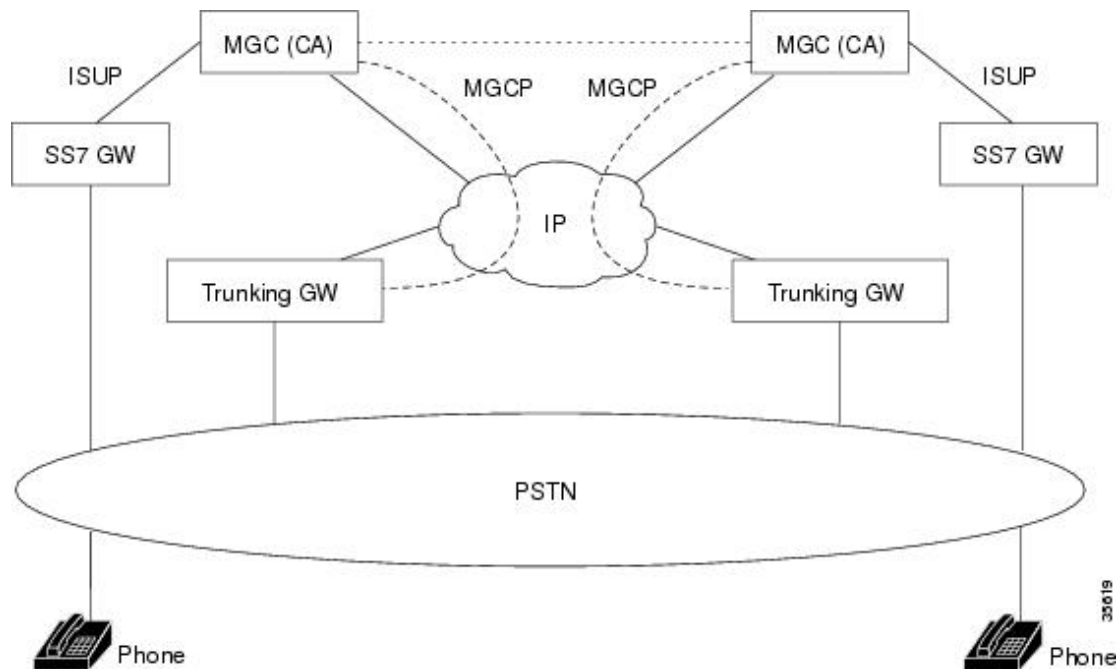 MGC (CA)
MGC (CA)
ISUP
MGCP
MGCP
ISUP
SS7 GW
SS7 GW
IP
Trunking GW
Trunking GW
PSTN
35619
Phone
Phone